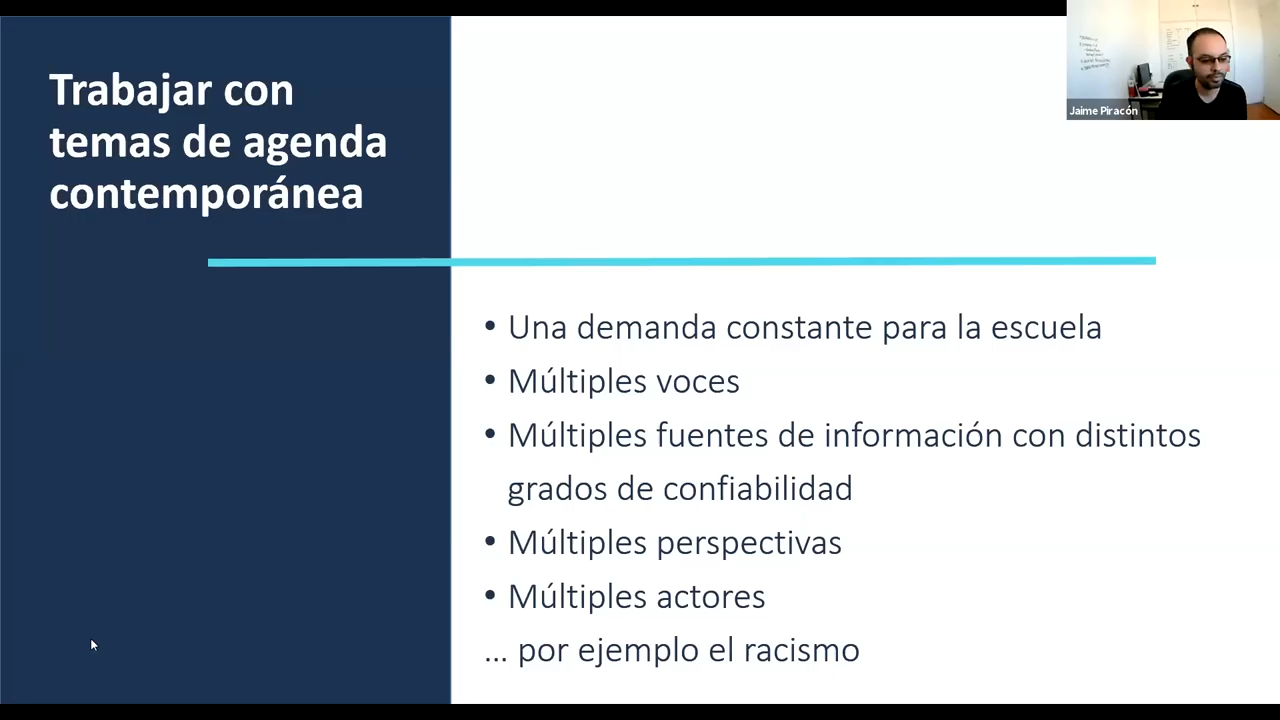 Trabajar con
temas de agenda
contemporánea
Jaime Piracón
• Una demanda constante para la escuela
• Múltiples voces
• Múltiples fuentes de información con distintos
grados de confiabilidad
• Múltiples perspectivas
• Múltiples actores
... por ejemplo el racismo